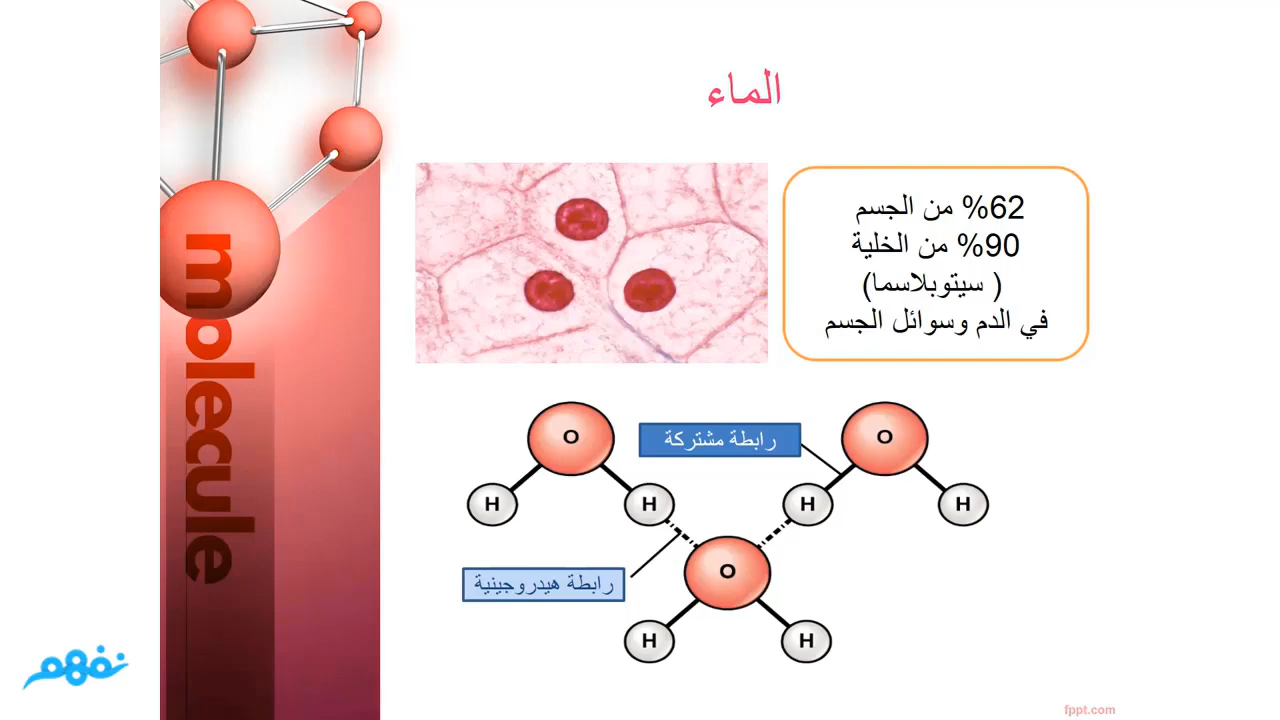 الماء
62% من الجسم
90% من الخلية
( سيتوبلاسما)
في الدم وسوائل الجسم
O
رابطة مشتركة
O
H
H
H
H
O
رابطة هيدروجينية
H
H
molecule
نفهم
fppt.com